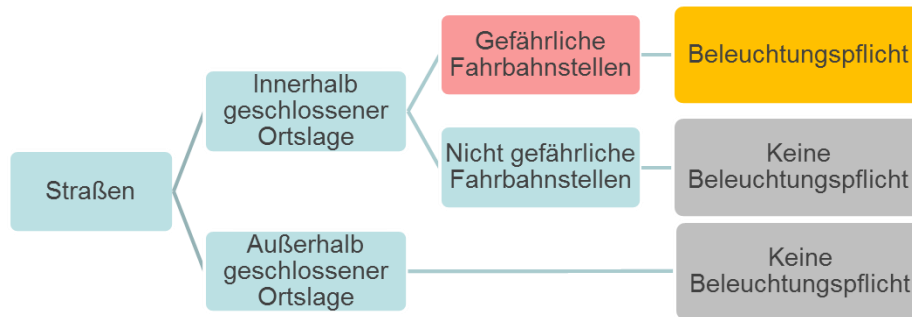 Straßen
Innerhalb
geschlossener
Ortslage
Gefährliche
Fahrbahnstellen
Beleuchtungspflicht
Nicht gefährliche
Fahrbahnstellen
Keine
Beleuchtungspflicht
Außerhalb
geschlossener
Ortslage
Keine
Beleuchtungspflicht